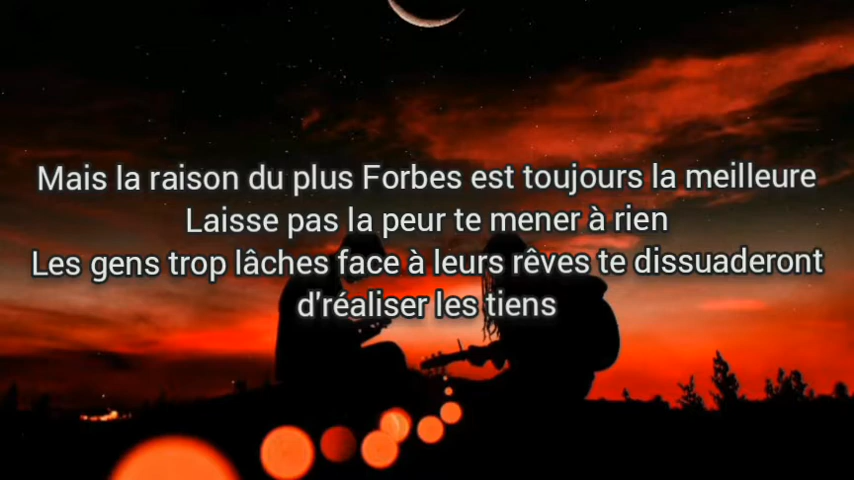 Mais la raison du plus Forbes est toujours la meilleure
Laisse pas la peur te mener à rien
Les gens trop lâches face à leurs rêves te dissuaderont
d'réaliser les tiens